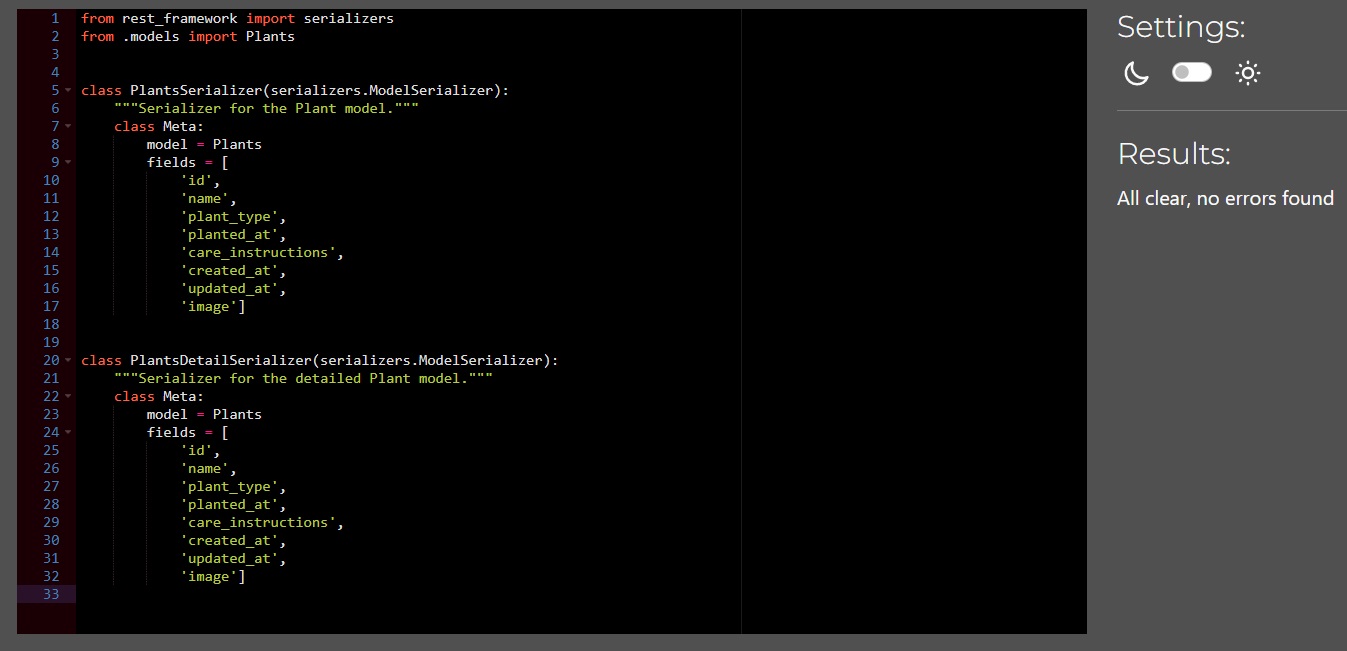 1 from rest_framework import serializers
2 from .models import Plants
3
4
5 class PlantsSerializer(serializers.ModelSerializer):
6     """Serializer for the Plant model."""
7     class Meta:
8         model = Plants
9         fields = [
10             'id',
11             'name',
12             'plant_type',
13             'planted_at',
14             'care_instructions',
15             'created_at',
16             'updated_at',
17             'image']
18
19
20 class PlantsDetailSerializer(serializers.ModelSerializer):
21     """Serializer for the detailed Plant model."""
22     class Meta:
23         model = Plants
24         fields = [
25             'id',
26             'name',
27             'plant_type',
28             'planted_at',
29             'care_instructions',
30             'created_at',
31             'updated_at',
32             'image']
33
Settings:
Results:
All clear, no errors found